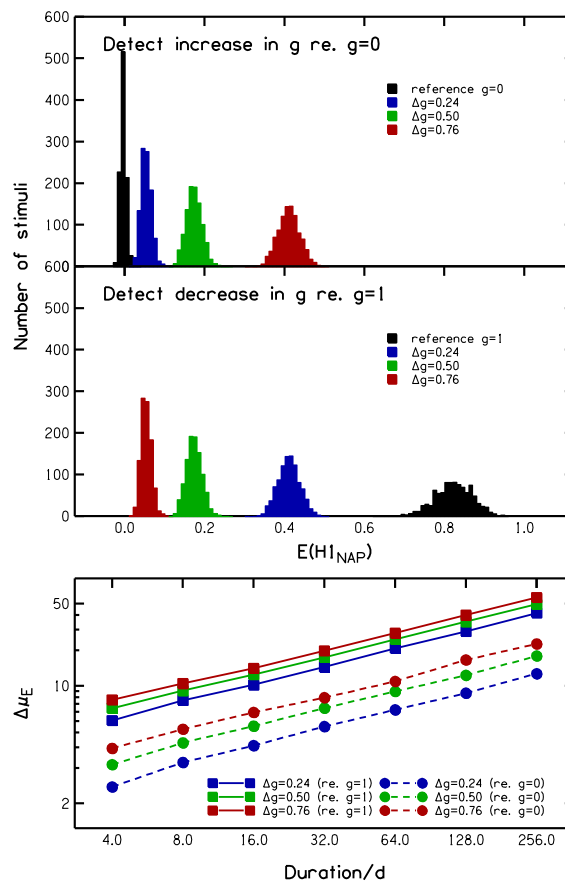 600
Detect increase in g re. g=0
500
reference g=0
400
Δg=0.24
Δg=0.50
300
Δg=0.76
200
100
Number of stimuli
600
Detect decrease in g re. g=1
500
reference g=1
400
Δg=0.24
Δg=0.50
300
Δg=0.76
200
100
0
0.0 0.2 0.4 0.6 0.8 1.0
E(H1NAP)
50
10
ΔμE
2
Δg=0.24 (re. g=1) Δg=0.24 (re. g=0)
Δg=0.50 (re. g=1) Δg=0.50 (re. g=0)
Δg=0.76 (re. g=1) Δg=0.76 (re. g=0)
4.0 8.0 16.0 32.0 64.0 128.0 256.0
Duration/d